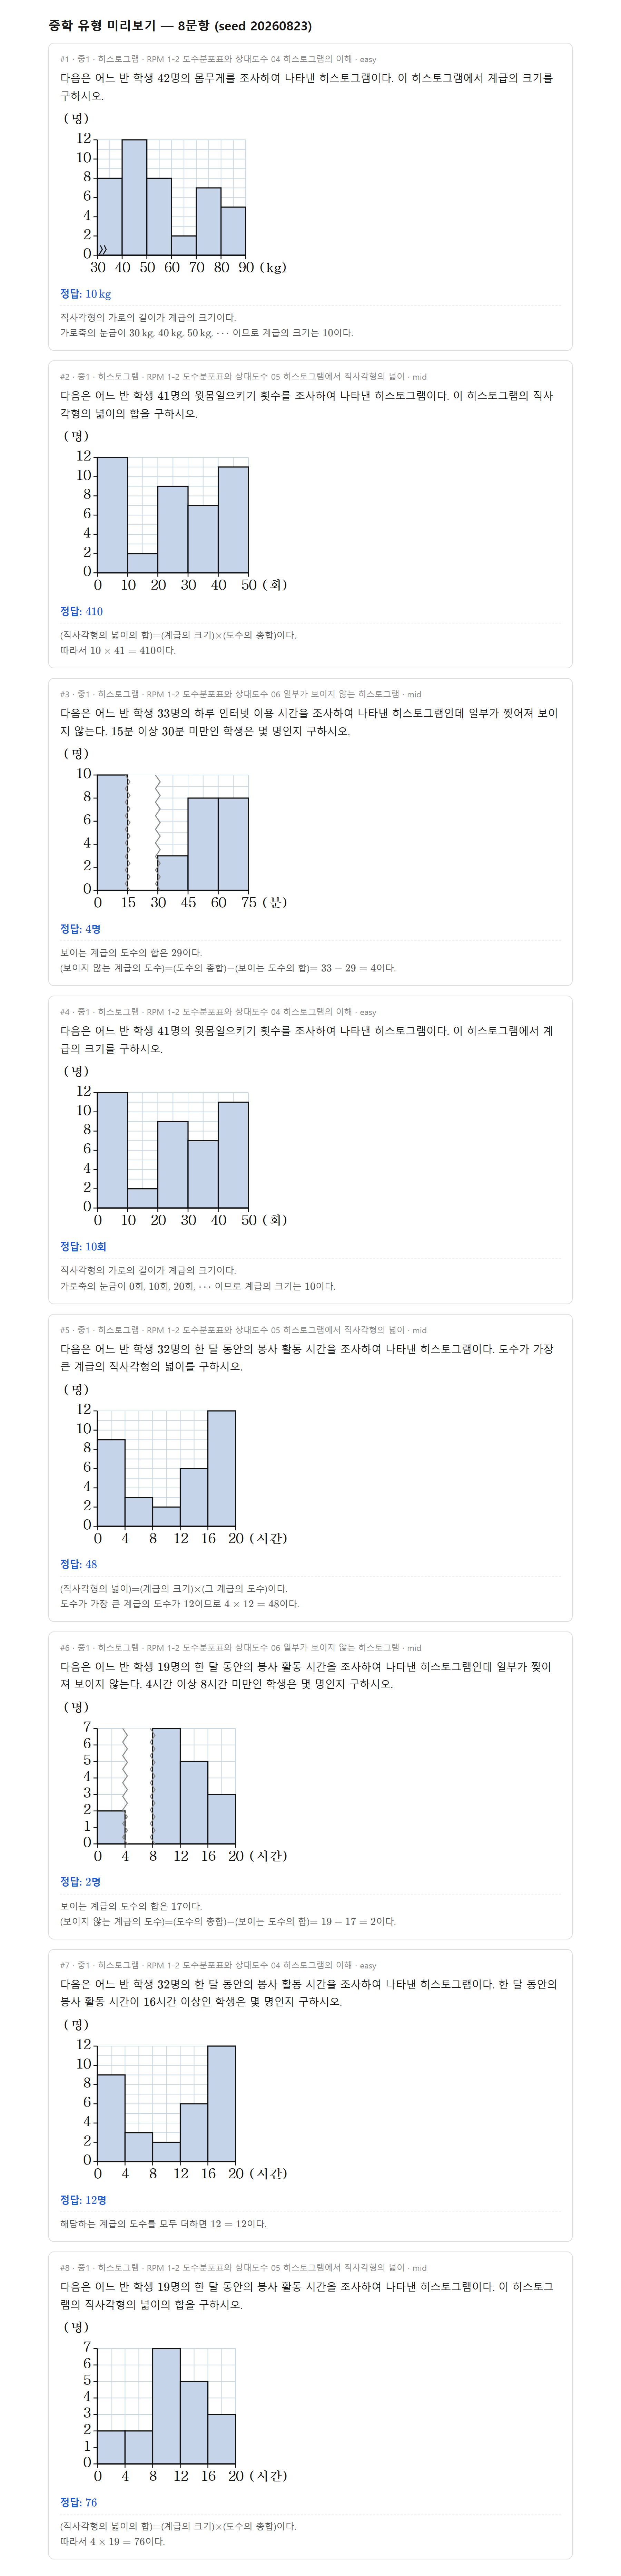 중학 유형 미리보기 — 8문항 (seed 20260823)
#1 · 중1 · 히스토그램 · RPM 1-2 도수분포표와 상대도수 04 히스토그램의 이해 · easy
다음은 어느 반 학생 42명의 몸무게를 조사하여 나타낸 히스토그램이다. 이 히스토그램에서 계급의 크기를
구하시오.
(명)
12
10
8
6
4
2
0
30 40 50 60 70 80 90 (kg)
정답: 10 kg
직사각형의 가로의 길이가 계급의 크기이다.
가로축의 눈금이 30 kg, 40 kg, 50 kg, ··· 이므로 계급의 크기는 10이다.
#2 · 중1 · 히스토그램 · RPM 1-2 도수분포표와 상대도수 05 히스토그램에서 직사각형의 넓이 · mid
다음은 어느 반 학생 41명의 윗몸일으키기 횟수를 조사하여 나타낸 히스토그램이다. 이 히스토그램의 직사
각형의 넓이의 합을 구하시오.
(명)
12
10
8
6
4
2
0
0 10 20 30 40 50 (회)
정답: 410
(직사각형의 넓이의 합)=(계급의 크기)×(도수의 총합)이다.
따라서 10 × 41 = 410이다.
#3 · 중1 · 히스토그램 · RPM 1-2 도수분포표와 상대도수 06 일부가 보이지 않는 히스토그램 · mid
다음은 어느 반 학생 33명의 하루 인터넷 이용 시간을 조사하여 나타낸 히스토그램인데 일부가 찢어져 보이
지 않는다. 15분 이상 30분 미만인 학생은 몇 명인지 구하시오.
(명)
10
8
6
4
2
0
0 15 30 45 60 75 (분)
정답: 4명
보이는 계급의 도수의 합은 29이다.
(보이지 않는 계급의 도수)=(도수의 총합)−(보이는 도수의 합)= 33 − 29 = 4이다.
#4 · 중1 · 히스토그램 · RPM 1-2 도수분포표와 상대도수 04 히스토그램의 이해 · easy
다음은 어느 반 학생 41명의 윗몸일으키기 횟수를 조사하여 나타낸 히스토그램이다. 이 히스토그램에서 계
급의 크기를 구하시오.
(명)
12
10
8
6
4
2
0
0 10 20 30 40 50 (회)
정답: 10회
직사각형의 가로의 길이가 계급의 크기이다.
가로축의 눈금이 0회, 10회, 20회, ··· 이므로 계급의 크기는 10이다.
#5 · 중1 · 히스토그램 · RPM 1-2 도수분포표와 상대도수 05 히스토그램에서 직사각형의 넓이 · mid
다음은 어느 반 학생 32명의 한 달 동안의 봉사 활동 시간을 조사하여 나타낸 히스토그램이다. 도수가 가장
큰 계급의 직사각형의 넓이를 구하시오.
(명)
12
10
8
6
4
2
0
0 4 8 12 16 20 (시간)
정답: 48
(직사각형의 넓이)=(계급의 크기)×(그 계급의 도수)이다.
도수가 가장 큰 계급의 도수가 12이므로 4 × 12 = 48이다.
#6 · 중1 · 히스토그램 · RPM 1-2 도수분포표와 상대도수 06 일부가 보이지 않는 히스토그램 · mid
다음은 어느 반 학생 19명의 한 달 동안의 봉사 활동 시간을 조사하여 나타낸 히스토그램인데 일부가 찢어
져 보이지 않는다. 4시간 이상 8시간 미만인 학생은 몇 명인지 구하시오.
(명)
7
6
5
4
3
2
1
0
0 4 8 12 16 20 (시간)
정답: 2명
보이는 계급의 도수의 합은 17이다.
(보이지 않는 계급의 도수)=(도수의 총합)−(보이는 도수의 합)= 19 − 17 = 2이다.
#7 · 중1 · 히스토그램 · RPM 1-2 도수분포표와 상대도수 04 히스토그램의 이해 · easy
다음은 어느 반 학생 32명의 한 달 동안의 봉사 활동 시간을 조사하여 나타낸 히스토그램이다. 한 달 동안의
봉사 활동 시간이 16시간 이상인 학생은 몇 명인지 구하시오.
(명)
12
10
8
6
4
2
0
0 4 8 12 16 20 (시간)
정답: 12명
해당하는 계급의 도수를 모두 더하면 12 = 12이다.
#8 · 중1 · 히스토그램 · RPM 1-2 도수분포표와 상대도수 05 히스토그램에서 직사각형의 넓이 · mid
다음은 어느 반 학생 19명의 한 달 동안의 봉사 활동 시간을 조사하여 나타낸 히스토그램이다. 이 히스토그
램의 직사각형의 넓이의 합을 구하시오.
(명)
7
6
5
4
3
2
1
0
0 4 8 12 16 20 (시간)
정답: 76
(직사각형의 넓이의 합)=(계급의 크기)×(도수의 총합)이다.
따라서 4 × 19 = 76이다.